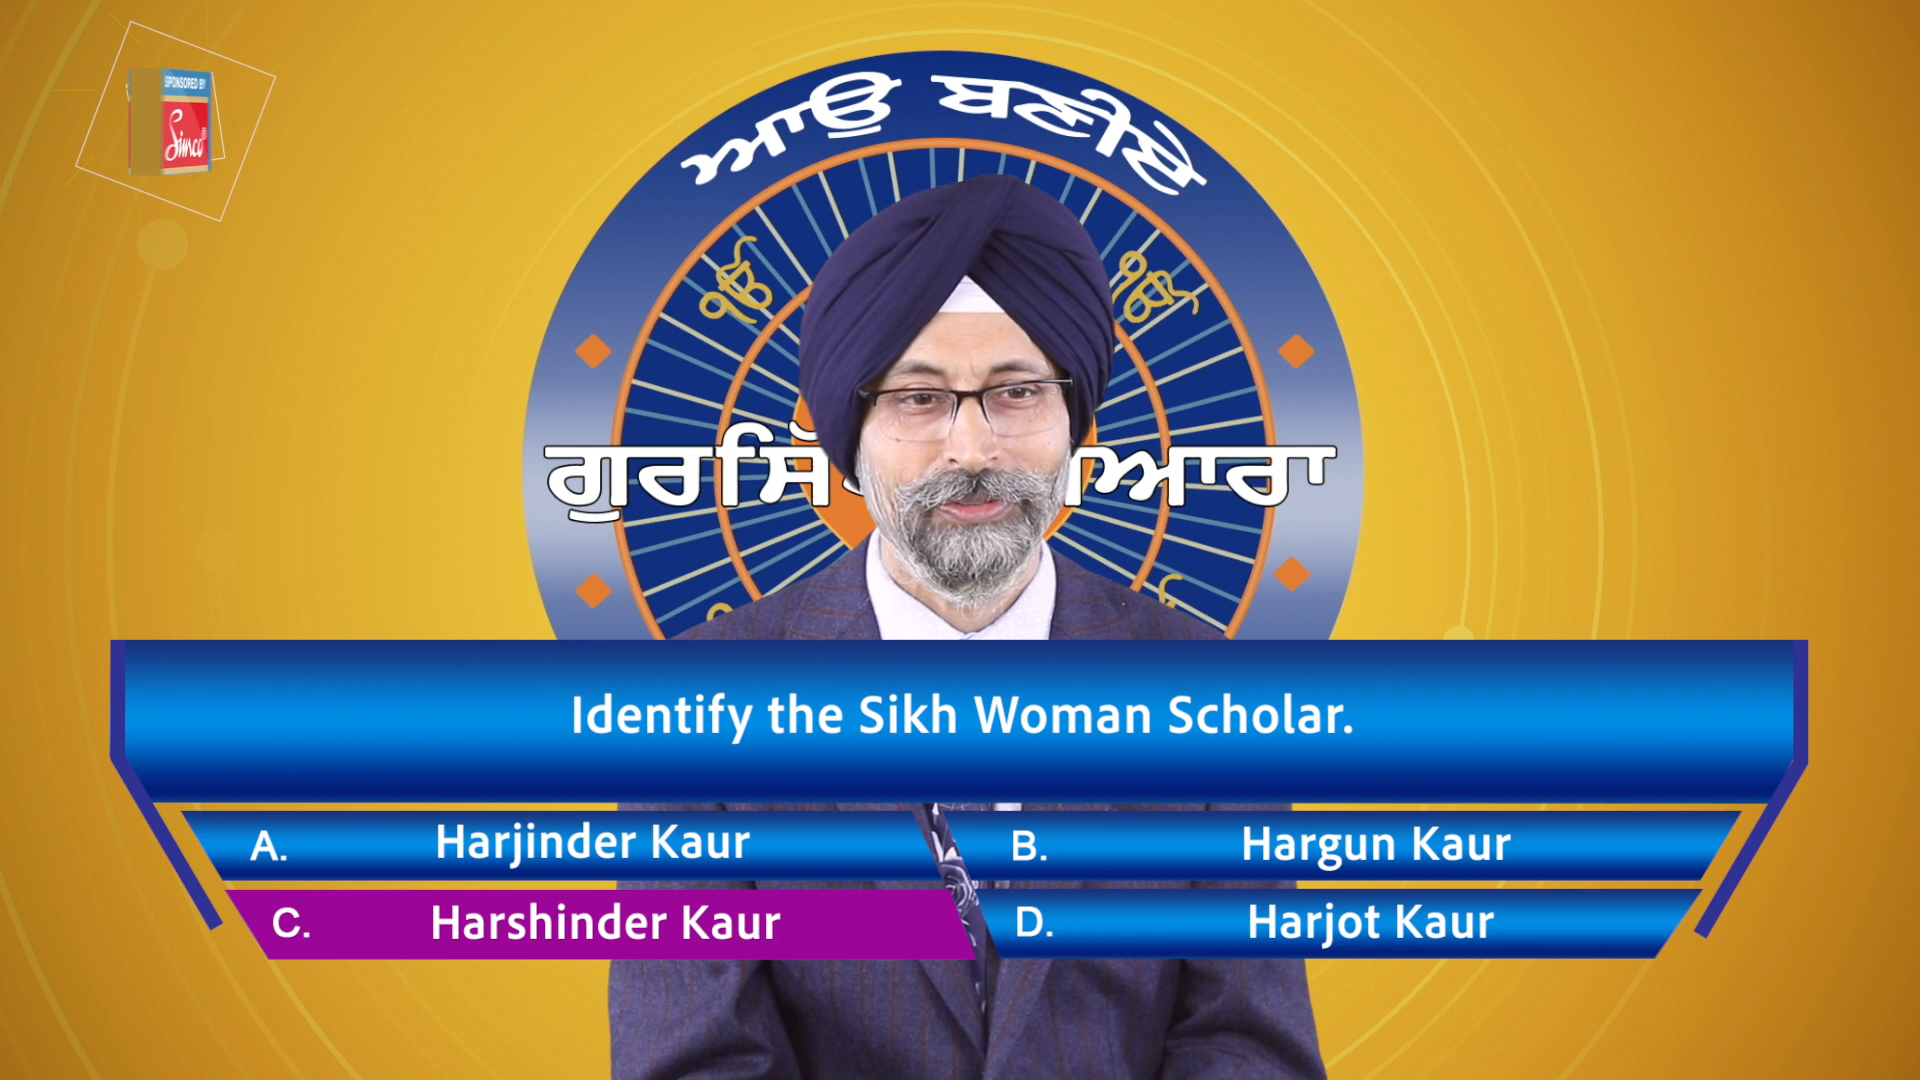 SPONSORED BY
Simco
ਆਉ ਬਣੀਏ
Identify the Sikh Woman Scholar.
A. Harjinder Kaur
B. Hargun Kaur
C. Harshinder Kaur
D. Harjot Kaur